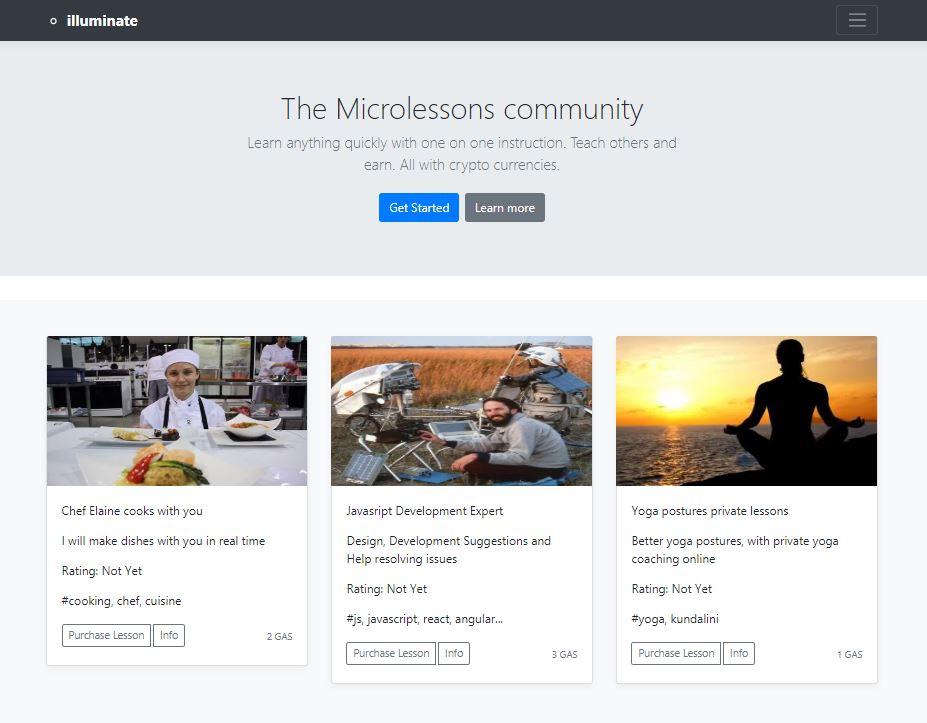 illuminate
The Microlessons community
Learn anything quickly with one on one instruction. Teach others and
earn. All with crypto currencies.
Get Started
Learn more
Chef Elaine cooks with you
I will make dishes with you in real time
Rating: Not Yet
#cooking, chef, cuisine
Purchase Lesson
Info
2 GAS
Javasript Development Expert
Design, Development Suggestions and
Help resolving issues
Rating: Not Yet
#js, javascript, react, angular...
Purchase Lesson
Info
3 GAS
Yoga postures private lessons
Better yoga postures, with private yoga
coaching online
Rating: Not Yet
#yoga, kundalini
Purchase Lesson
Info
1 GAS